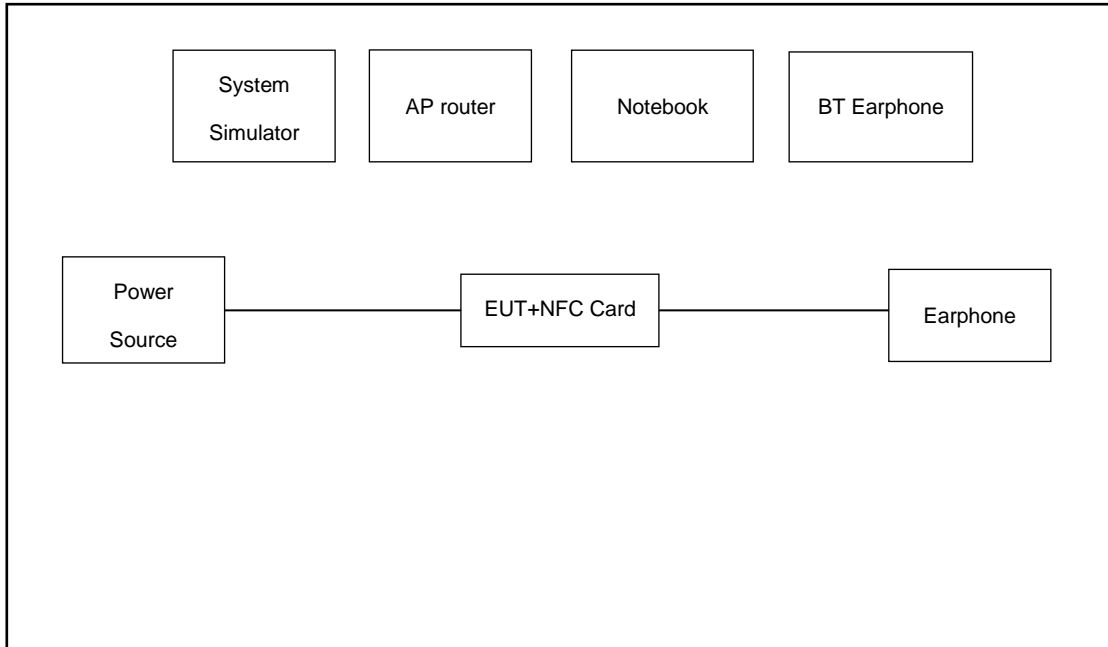 System
Simulator
AP router
Notebook
BT Earphone
Power
Source
EUT+NFC Card
Earphone